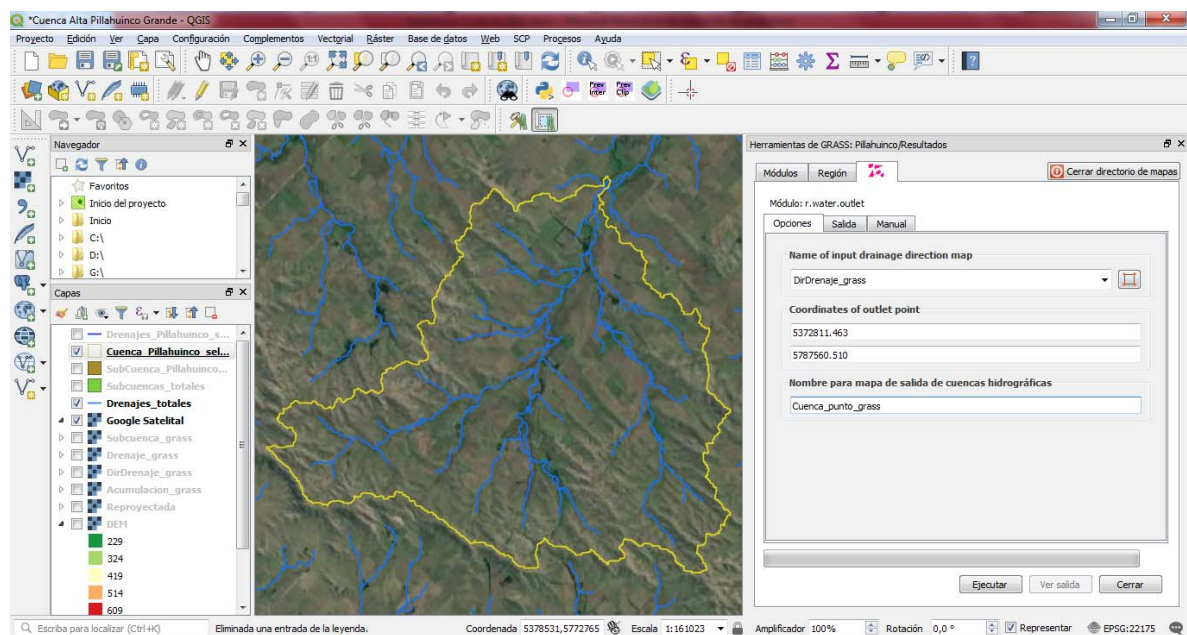 *Cuenca Alta Pillahuinco Grande - QGIS
Proyecto Edición Ver Capa Configuración Complementos Vectorial Ráster Base de datos Web SCP Procesos Ayuda
Navegador
Favoritos
Inicio del proyecto
Inicio
C:\
D:\
G:\
Capas
Drenajes_Pillahuinco_s...
Cuenca_Pillahuinco_sel...
SubCuenca_Pillahuinco...
Subcuencas_totales
Drenajes_totales
Google Satelital
Subcuenca_grass
Drenaje_grass
DirDrenaje_grass
Acumulacion_grass
Reproyectada
DEM
229
324
419
514
609
Herramientas de GRASS: Pillahuinco/Resultados
Módulos Región Cerrar directorio de mapas
Módulo: r.water.outlet
Opciones Salida Manual
Name of input drainage direction map
DirDrenaje_grass
Coordinates of outlet point
5372811.463
5787560.510
Nombre para mapa de salida de cuencas hidrográficas
Cuenca_punto_grass
Ejecutar Ver salida Cerrar
Escriba para localizar (Ctrl+K) Eliminada una entrada de la leyenda. Coordenada 5378531,5772765 Escala 1:161023 Amplificador 100% Rotación 0,0 ° Representar EPSG:22175